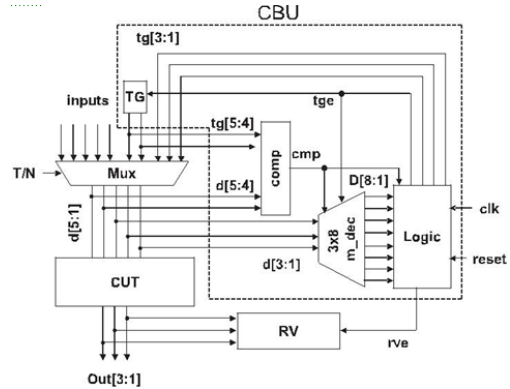 CBU
tg[3:1]
TG
tge
inputs
tg[5:4]
comp
cmp
T/N
Mux
d[5:4]
D[8:1]
d[5:1]
3x8
m_dec
Logic
clk
reset
d[3:1]
CUT
RV
rve
Out[3:1]